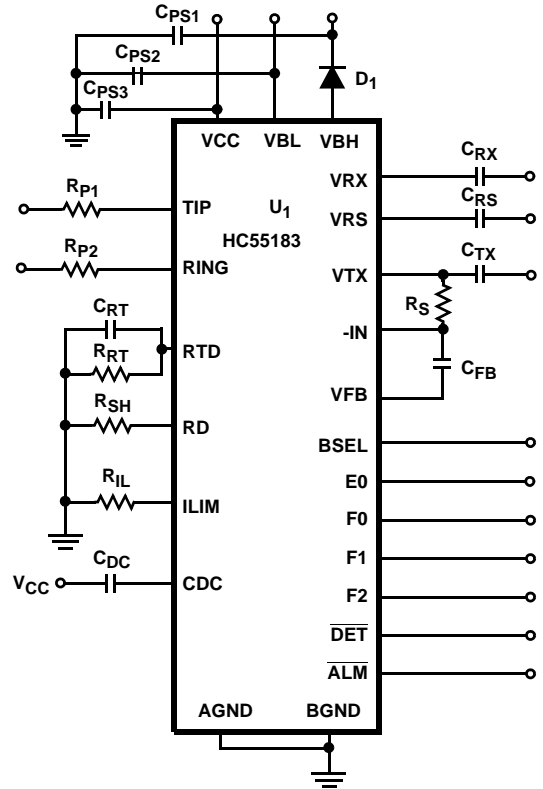 CPS1
CPS2
CPS3
D1
VCC VBL VBH
CRX
VRX
RP1
CRS
TIP
U1
VRS
HC55183
RP2
CTX
RING
VTX
CRT
RS
RTD
-IN
RRT
CFB
RSH
VFB
RD
BSEL
RIL
E0
ILIM
F0
CDC
F1
VCC
CDC
F2
DET
ALM
AGND BGND